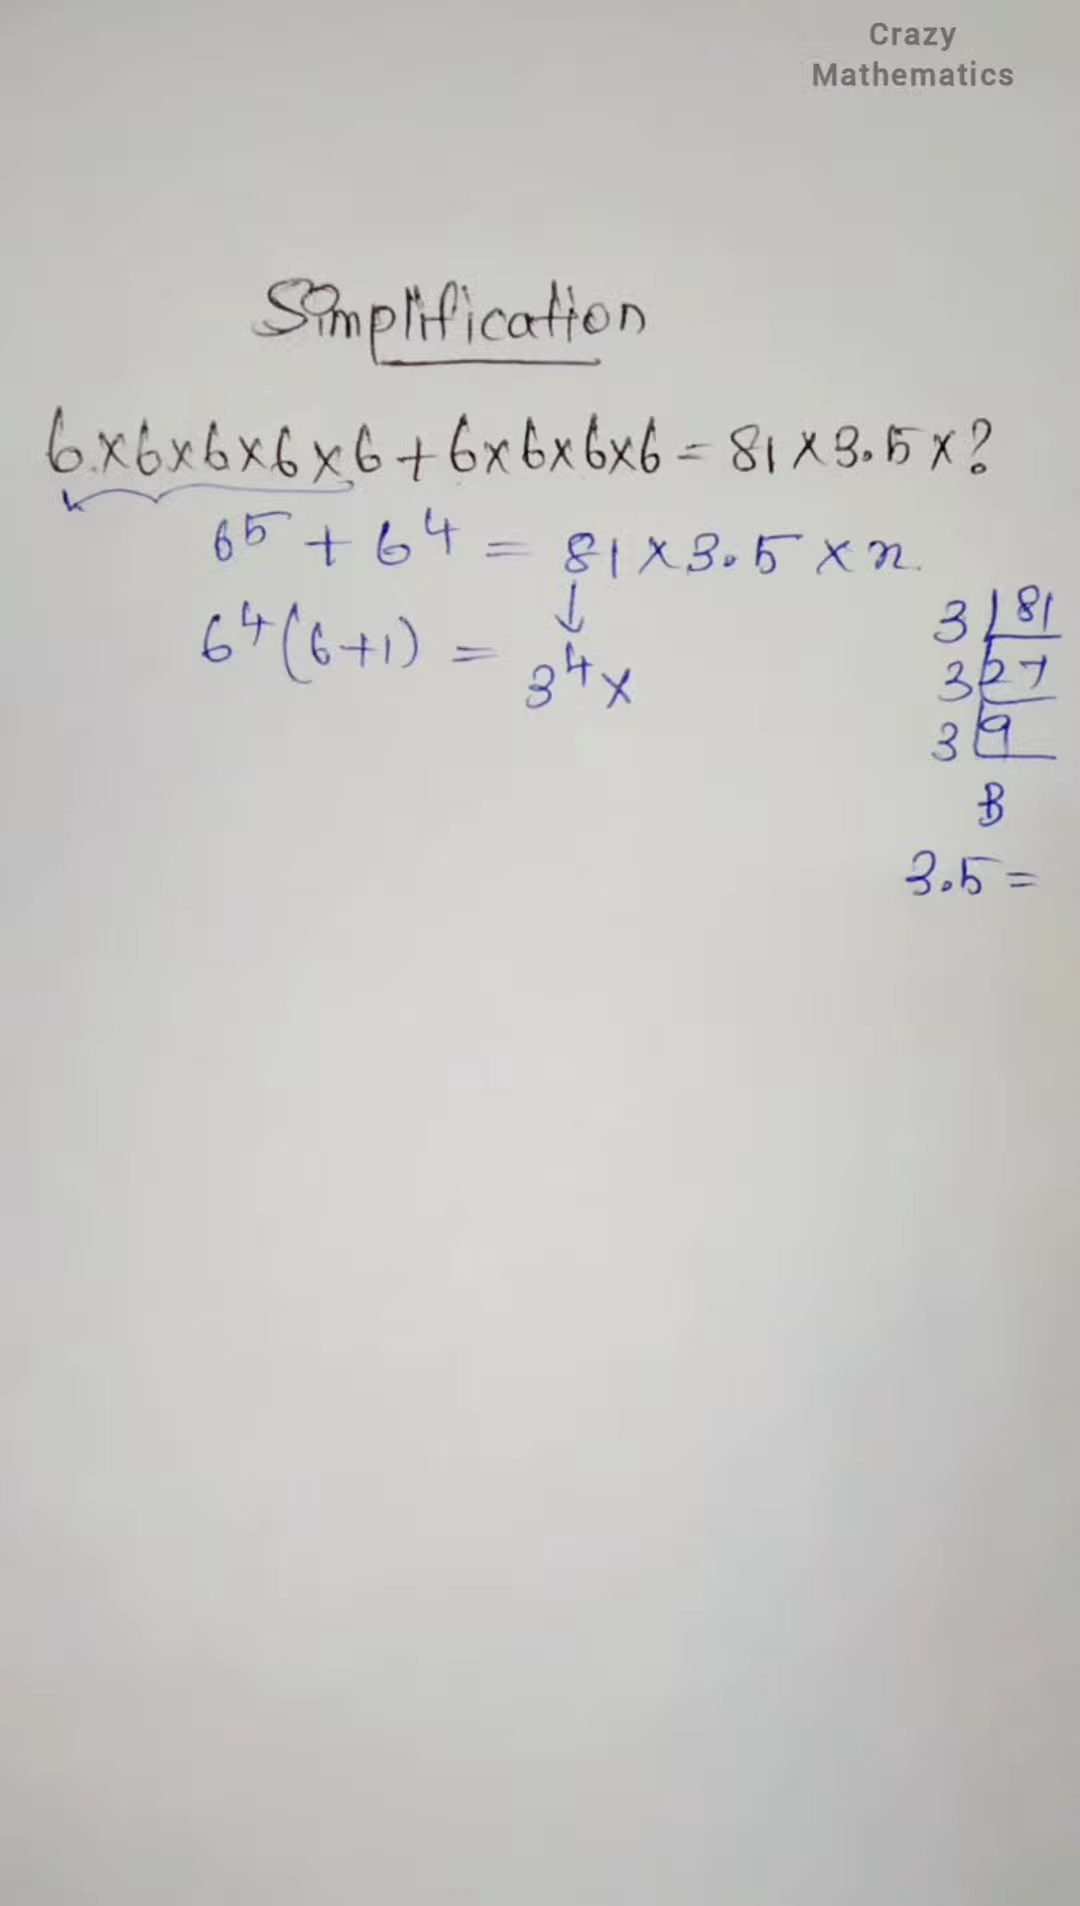 Crazy
Mathematics
Simplification
6×6×6×6×6+6×6×6×6=81×3.5×?
6⁵+6⁴=81×3.5×n
6⁴(6+1)=3⁴×
3|81
3|27
3|9
3
3.5=